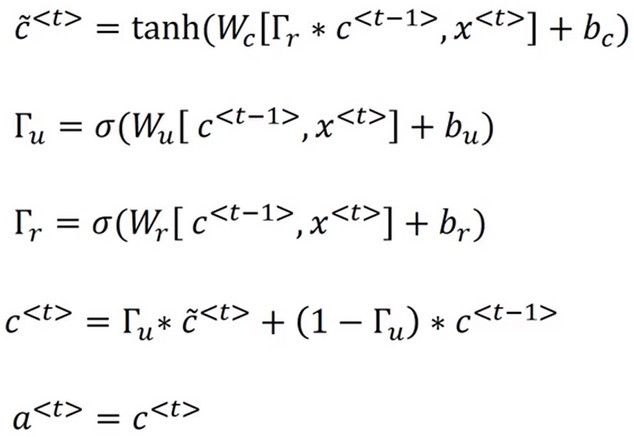 c̃^{<t>} = tanh(W_c[Γ_r * c^{<t−1>}, x^{<t>}] + b_c)
Γ_u = σ(W_u[ c^{<t−1>}, x^{<t>}] + b_u)
Γ_r = σ(W_r[ c^{<t−1>}, x^{<t>}] + b_r)
c^{<t>} = Γ_u * c̃^{<t>} + (1 − Γ_u) * c^{<t−1>}
a^{<t>} = c^{<t>}